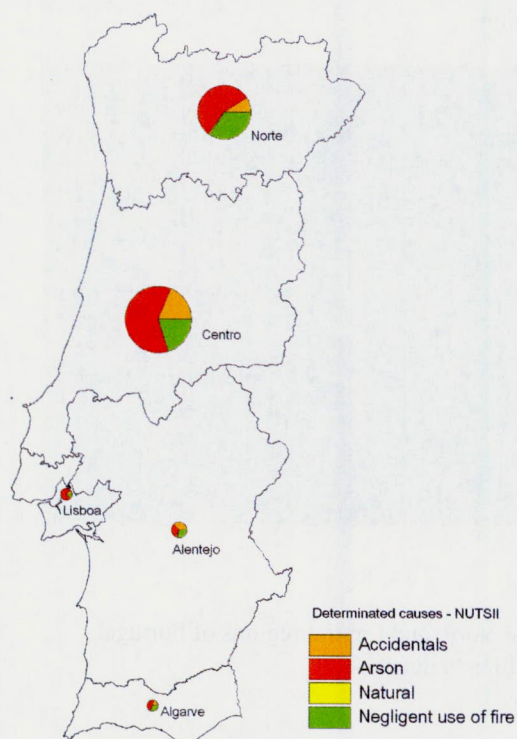 Norte
Centro
Lisboa
Alentejo
Algarve
Determinated causes - NUTSII
Accidentals
Arson
Natural
Negligent use of fire